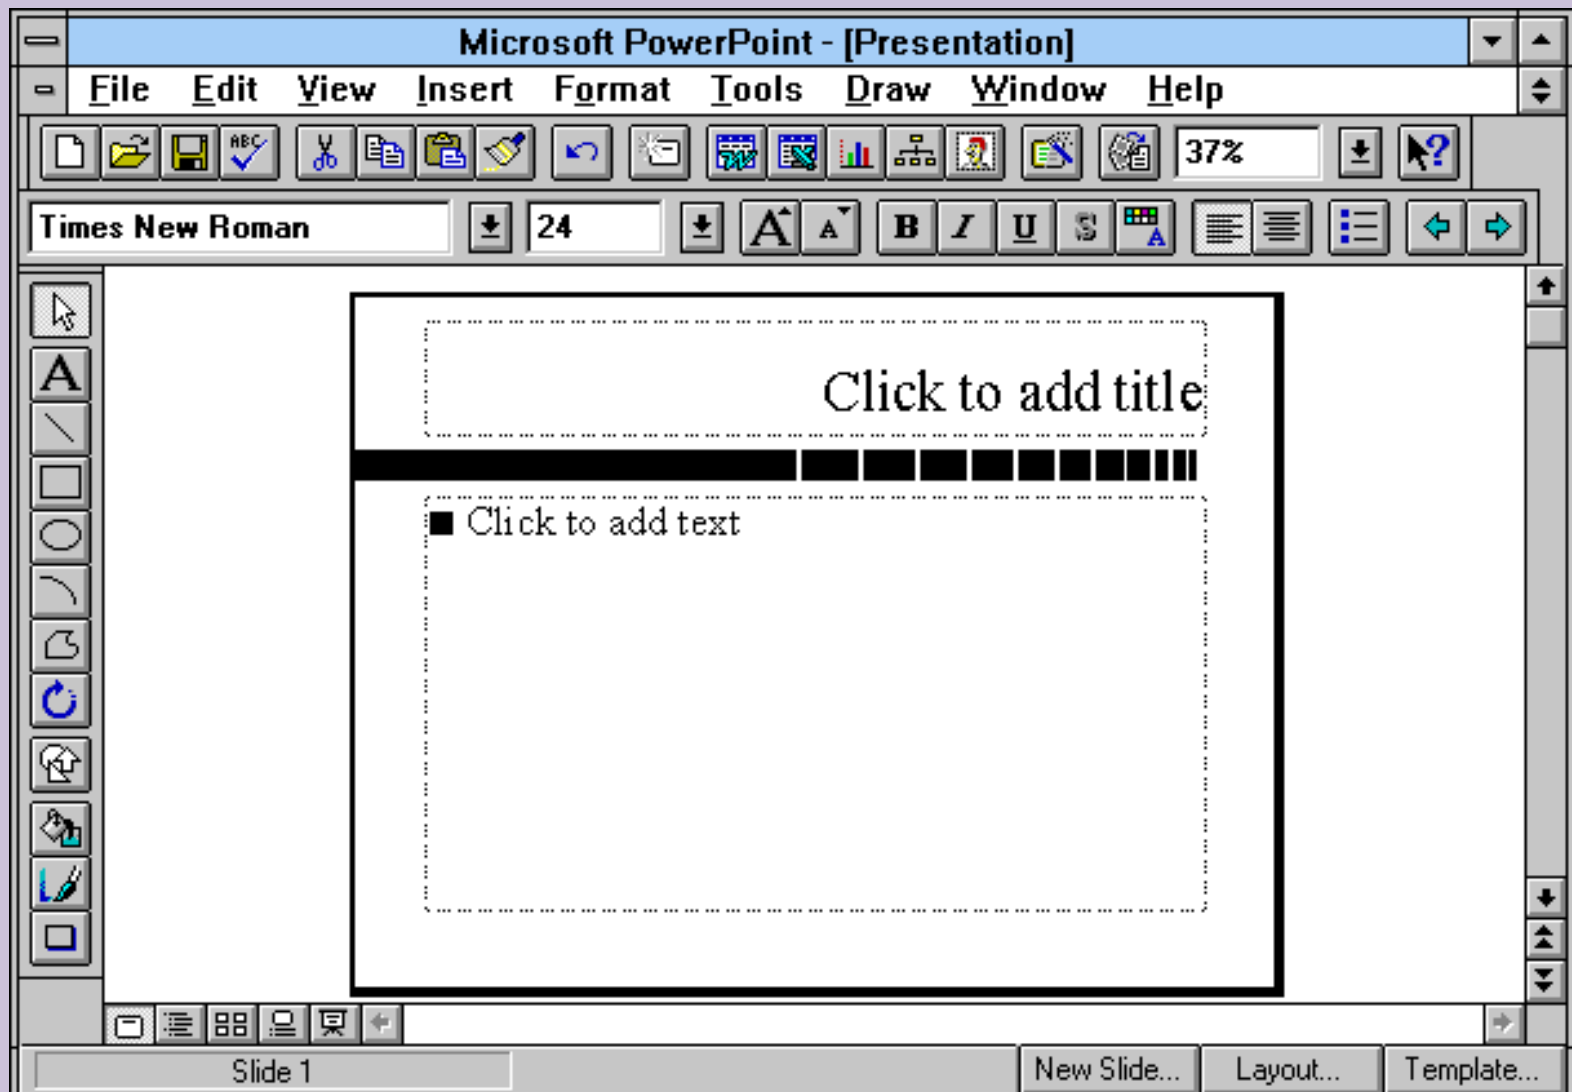 Microsoft PowerPoint - [Presentation]
File Edit View Insert Format Tools Draw Window Help
ABC 37% ?
Times New Roman 24 A A B I U S A
A
Click to add title
■ Click to add text
Slide 1 New Slide... Layout... Template...